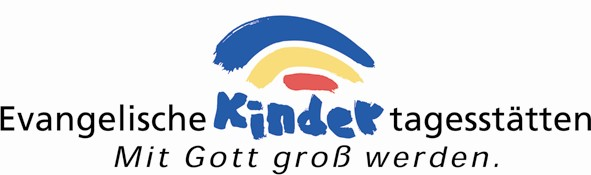 Evangelische Kinder tagesstätten
Mit Gott groß werden.